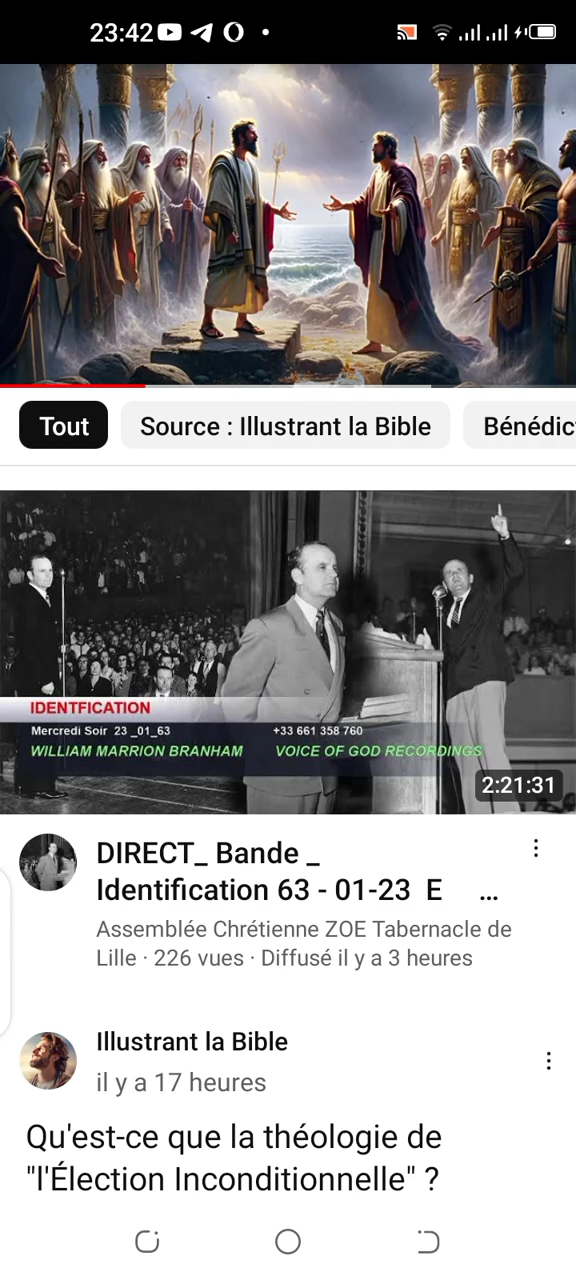 23:42
Tout
Source : Illustrant la Bible
Bénédic
IDENTFICATION
Mercredi Soir 23 _01_63
+33 661 358 760
WILLIAM MARRION BRANHAM
VOICE OF GOD RECORDINGS
2:21:31
DIRECT_ Bande _
Identification 63 - 01-23 E ...
Assemblée Chrétienne ZOE Tabernacle de
Lille · 226 vues · Diffusé il y a 3 heures
Illustrant la Bible
il y a 17 heures
Qu'est-ce que la théologie de
"l'Élection Inconditionnelle" ?